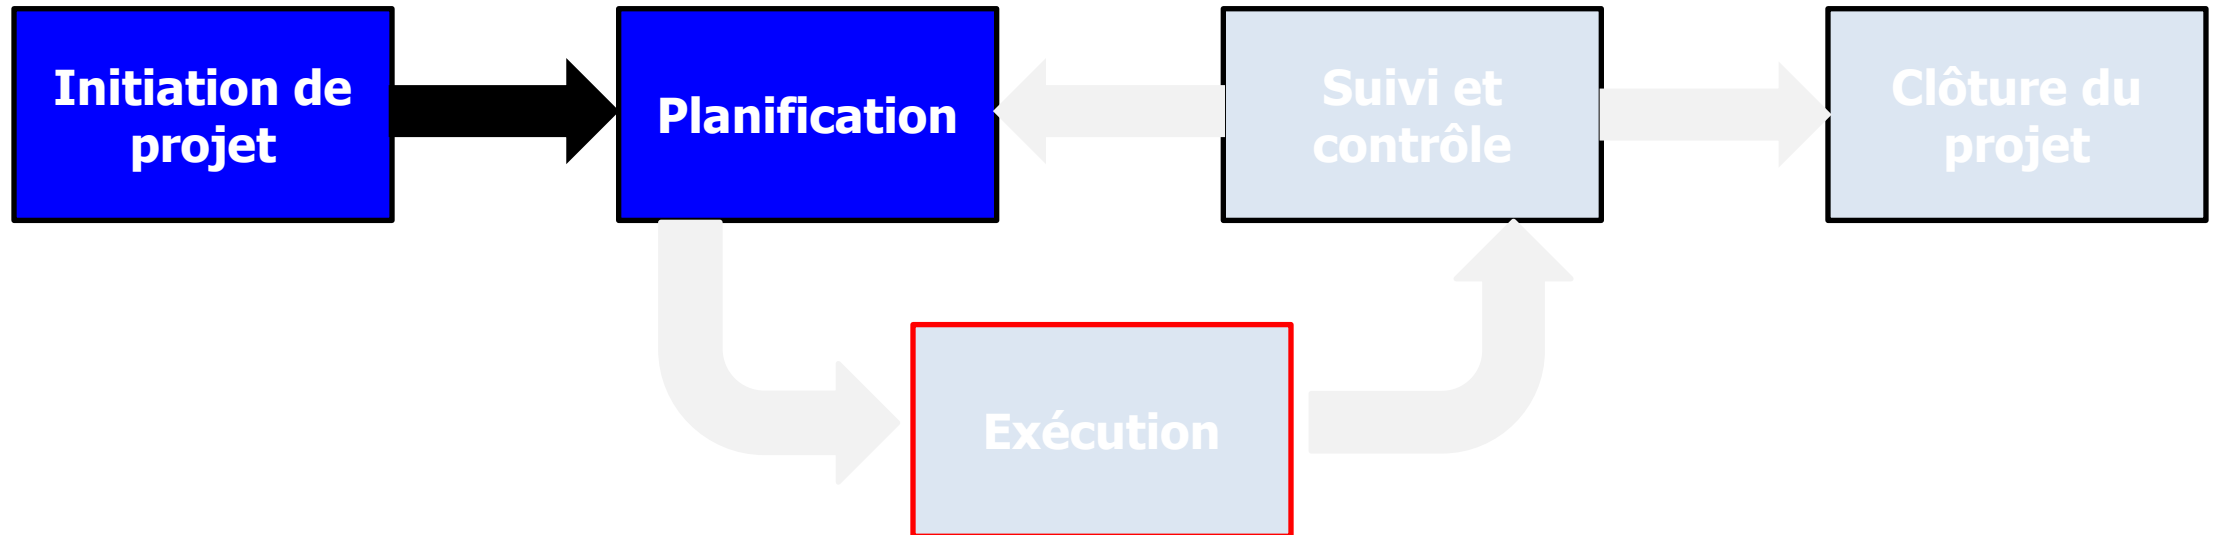 Initiation de
projet
Planification
Suivi et
contrôle
Clôture du
projet
Exécution